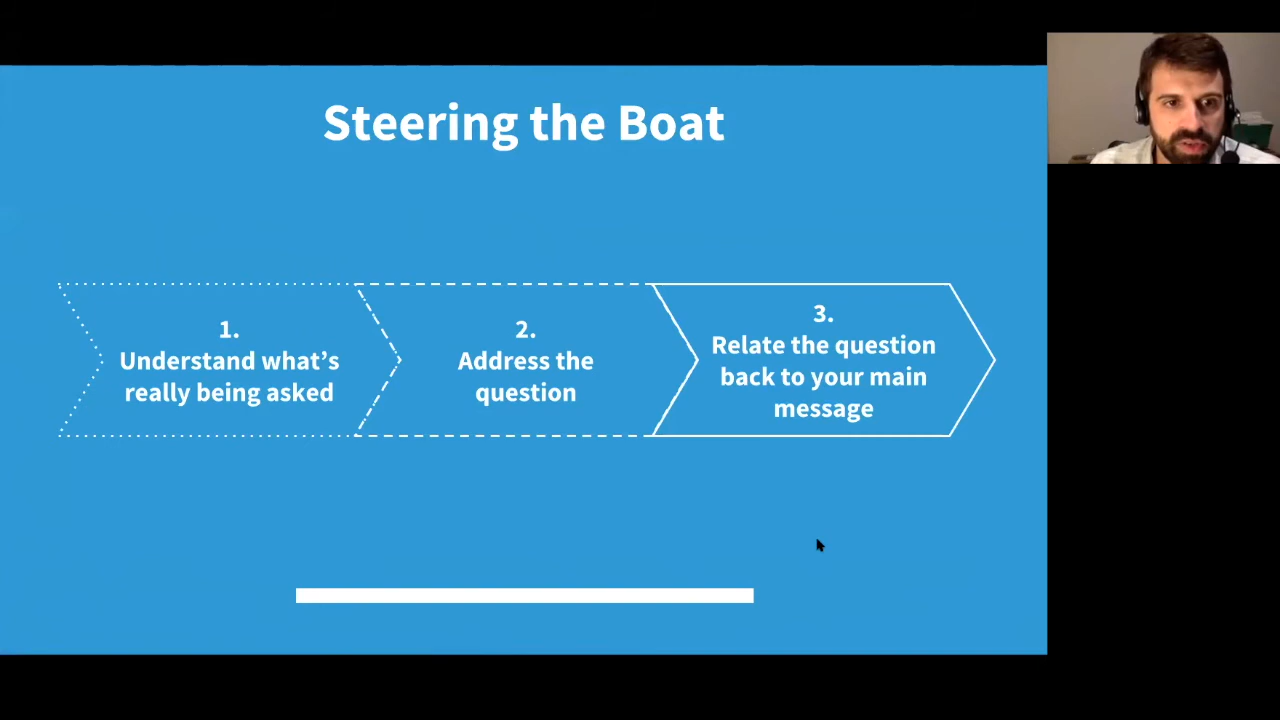 Steering the Boat
1.
Understand what’s
really being asked
2.
Address the
question
3.
Relate the question
back to your main
message